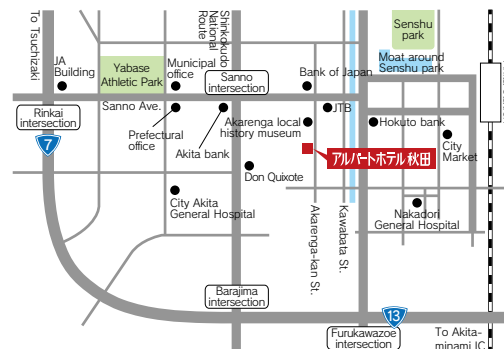 To Tsuchizaki
JA
Building
Yabase
Athletic Park
Municipal
office
Shinkokudo
National
Route
Sanno
intersection
Bank of Japan
Senshu
park
Moat around
Senshu park
Rinkai
intersection
Sanno Ave.
Prefectural
office
Akita bank
Akarenga local
history museum
JTB
Hokuto bank
City
Market
7
アルバートホテル秋田
Don Quixote
City Akita
General Hospital
Akarenga-kan St.
Kawabata St.
Nakadori
General Hospital
Barajima
intersection
13
Furukawazoe
intersection
To Akita-
minami IC